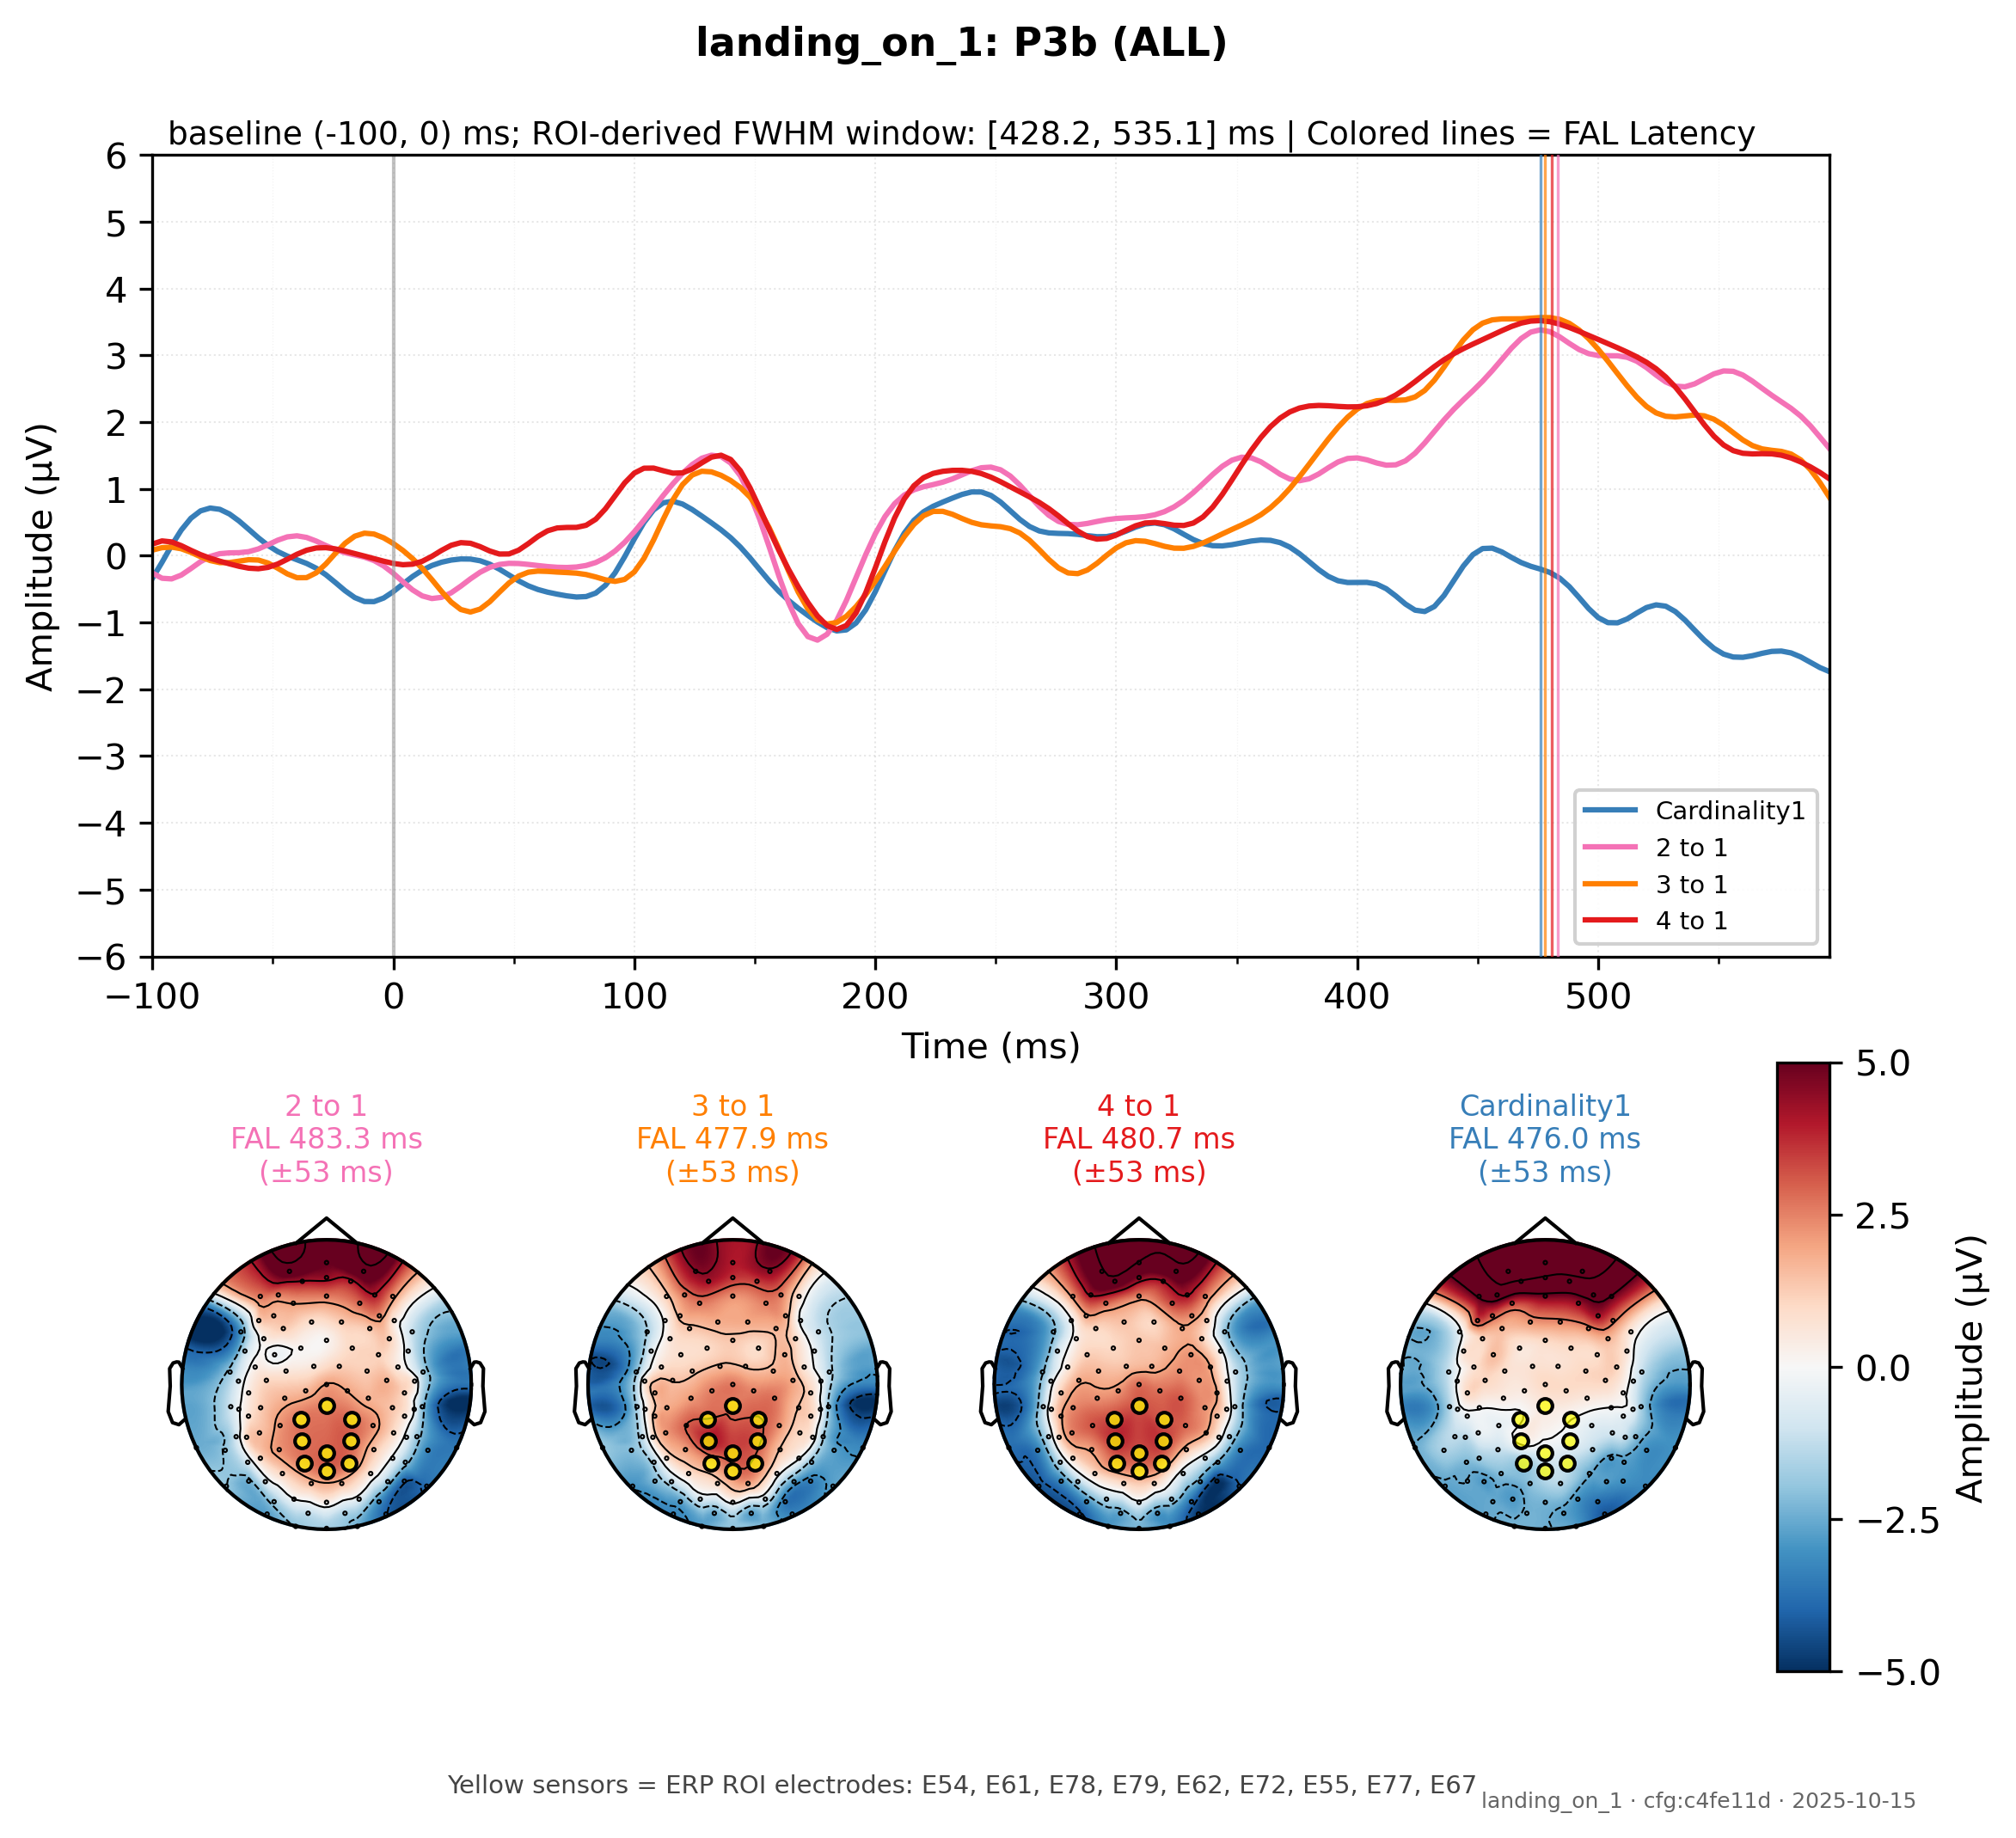 landing_on_1: P3b (ALL)
baseline (-100, 0) ms; ROI-derived FWHM window: [428.2, 535.1] ms | Colored lines = FAL Latency
6
5
4
3
2
1
0
−1
−2
−3
−4
−5
−6
Amplitude (µV)
Cardinality1
2 to 1
3 to 1
4 to 1
−100
0
100
200
300
400
500
Time (ms)
2 to 1
FAL 483.3 ms
(±53 ms)
3 to 1
FAL 477.9 ms
(±53 ms)
4 to 1
FAL 480.7 ms
(±53 ms)
Cardinality1
FAL 476.0 ms
(±53 ms)
5.0
2.5
0.0
−2.5
−5.0
Amplitude (µV)
Yellow sensors = ERP ROI electrodes: E54, E61, E78, E79, E62, E72, E55, E77, E67
landing_on_1 · cfg:c4fe11d · 2025-10-15